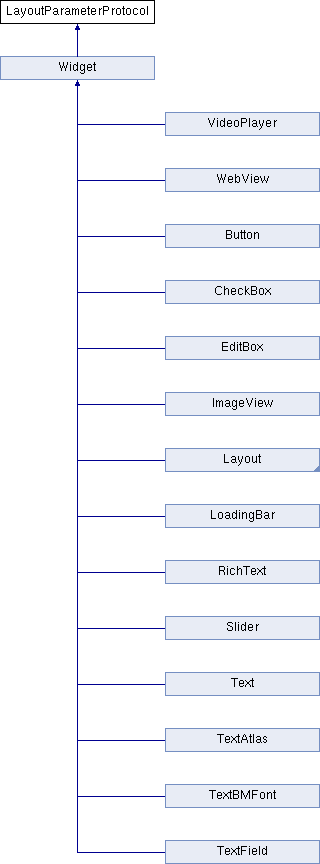 LayoutParameterProtocol
Widget
VideoPlayer
WebView
Button
CheckBox
EditBox
ImageView
Layout
LoadingBar
RichText
Slider
Text
TextAtlas
TextBMFont
TextField